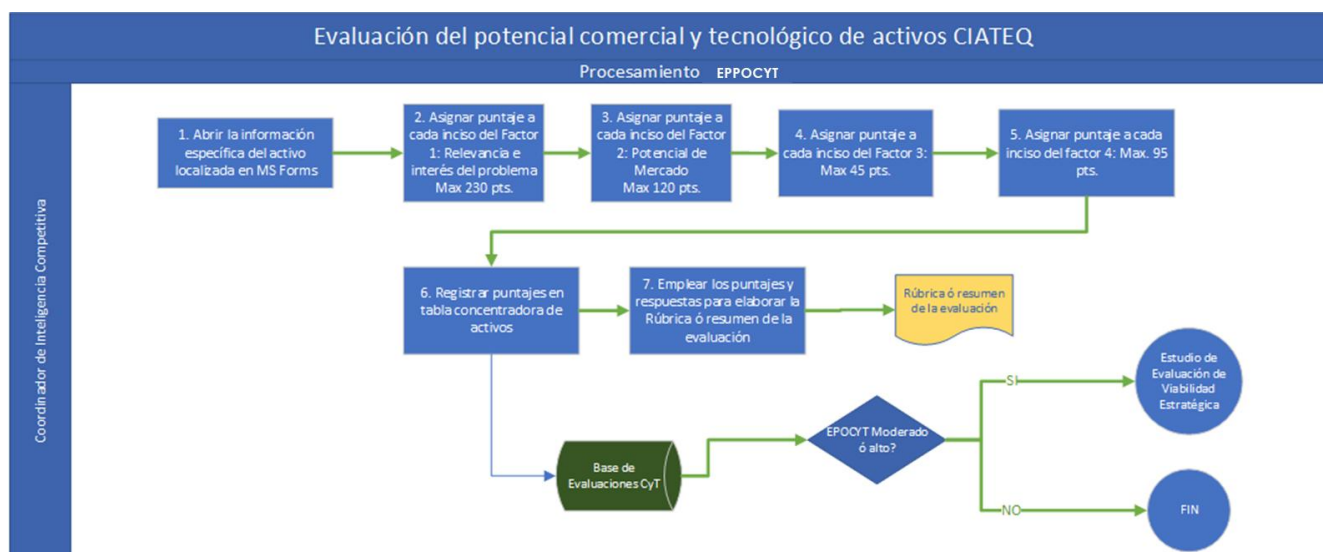 Evaluación del potencial comercial y tecnológico de activos CIATEQ
Procesamiento EPPOCYT
Coordinador de Inteligencia Competitiva
1. Abrir la información
específica del activo
localizada en MS Forms
2. Asignar puntaje a
cada inciso del Factor
1: Relevancia e
interés del problema
Max 230 pts.
3. Asignar puntaje a
cada inciso del Factor
2: Potencial de
Mercado
Max 120 pts.
4. Asignar puntaje a
cada inciso del Factor 3:
Max 45 pts.
5. Asignar puntaje a cada
inciso del factor 4: Max. 95
pts.
6. Registrar puntajes en
tabla concentradora de
activos
7. Emplear los puntajes y
respuestas para elaborar la
Rúbrica ó resumen de la
evaluación
Rúbrica ó resumen
de la evaluación
Base de
Evaluaciones CyT
EPOCYT Moderado
ó alto?
SI
Estudio de
Evaluación de
Viabilidad
Estratégica
NO
FIN